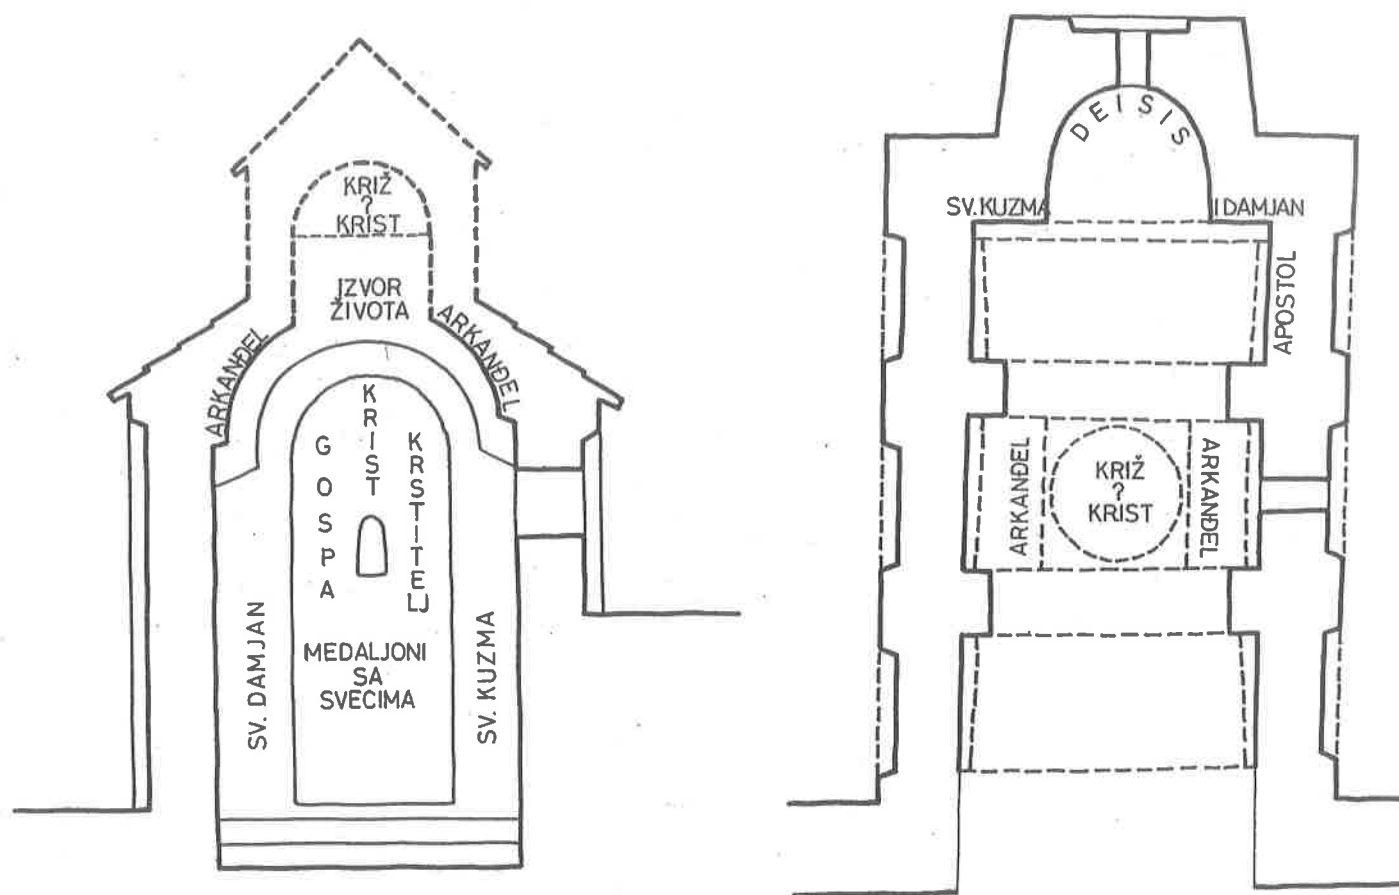 KRIŽ
?
KRIST
IZVOR
ŽIVOTA
ARKANĐEL
ARKANĐEL
GOSPA
KRIST
KRSTITELJ
SV. DAMJAN
MEDALJONI
SA
SVECIMA
SV. KUZMA
DEISIS
SV. KUZMA
I DAMJAN
APOSTOL
ARKANĐEL
KRIŽ
?
KRIST
ARKANĐEL